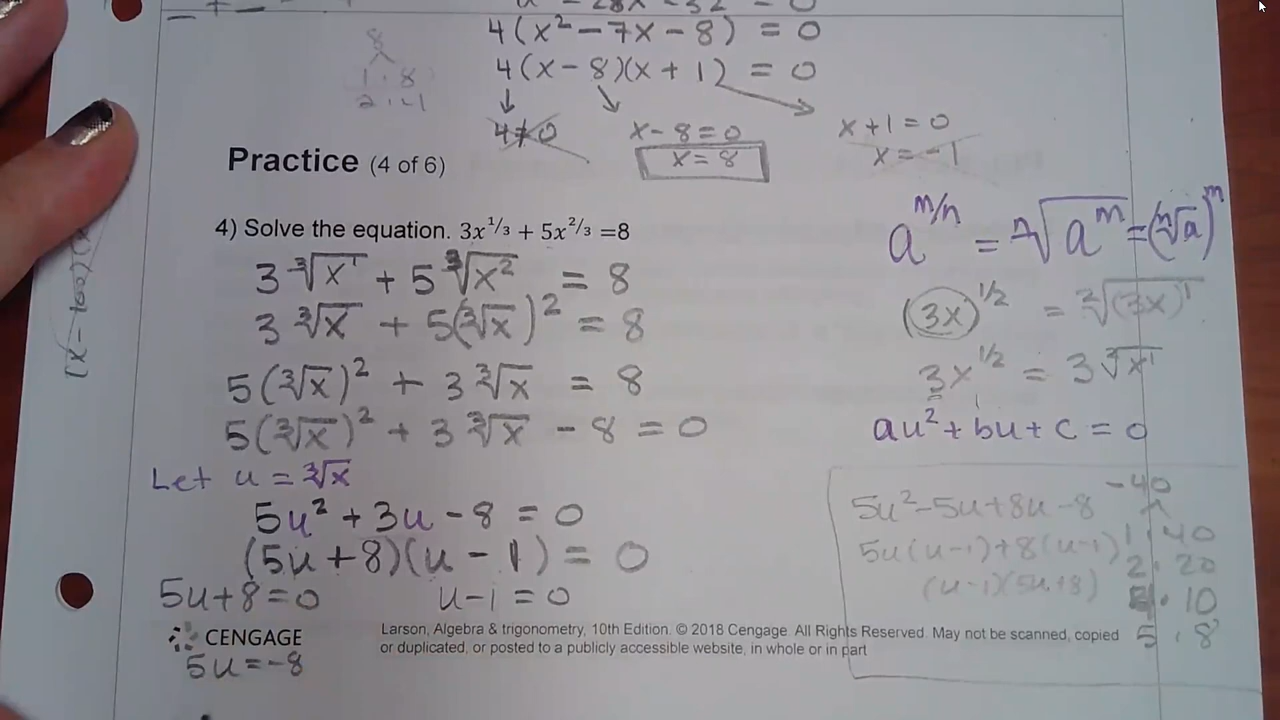 4(x² - 7x - 8) = 0
8
4(x - 8)(x + 1) = 0
1 · 8
4 ≠ 0
x - 8 = 0
x + 1 = 0
x = 8
x = -1
Practice (4 of 6)
4) Solve the equation. 3x^{1/3} + 5x^{2/3} =8
3 ∛x¹ + 5 ∛x² = 8
3 ∛x + 5(∛x)² = 8
5(∛x)² + 3 ∛x = 8
5(∛x)² + 3 ∛x - 8 = 0
Let u = ∛x
5u² + 3u - 8 = 0
(5u + 8)(u - 1) = 0
5u + 8 = 0
u - 1 = 0
CENGAGE
5u = -8
Larson, Algebra & trigonometry, 10th Edition. © 2018 Cengage. All Rights Reserved. May not be scanned, copied
or duplicated, or posted to a publicly accessible website, in whole or in part
a^{m/n} = ⁿ√a^m = (ⁿ√a)^m
(3x)^{1/2} = ²√(3x)¹
3x^{1/2} = 3 ∛x¹
au² + bu + c = 0
-40
5u² - 5u + 8u - 8
5u(u - 1) + 8(u - 1)
(u - 1)(5u + 8)
1 · 40
2 · 20
4 · 10
5 · 8